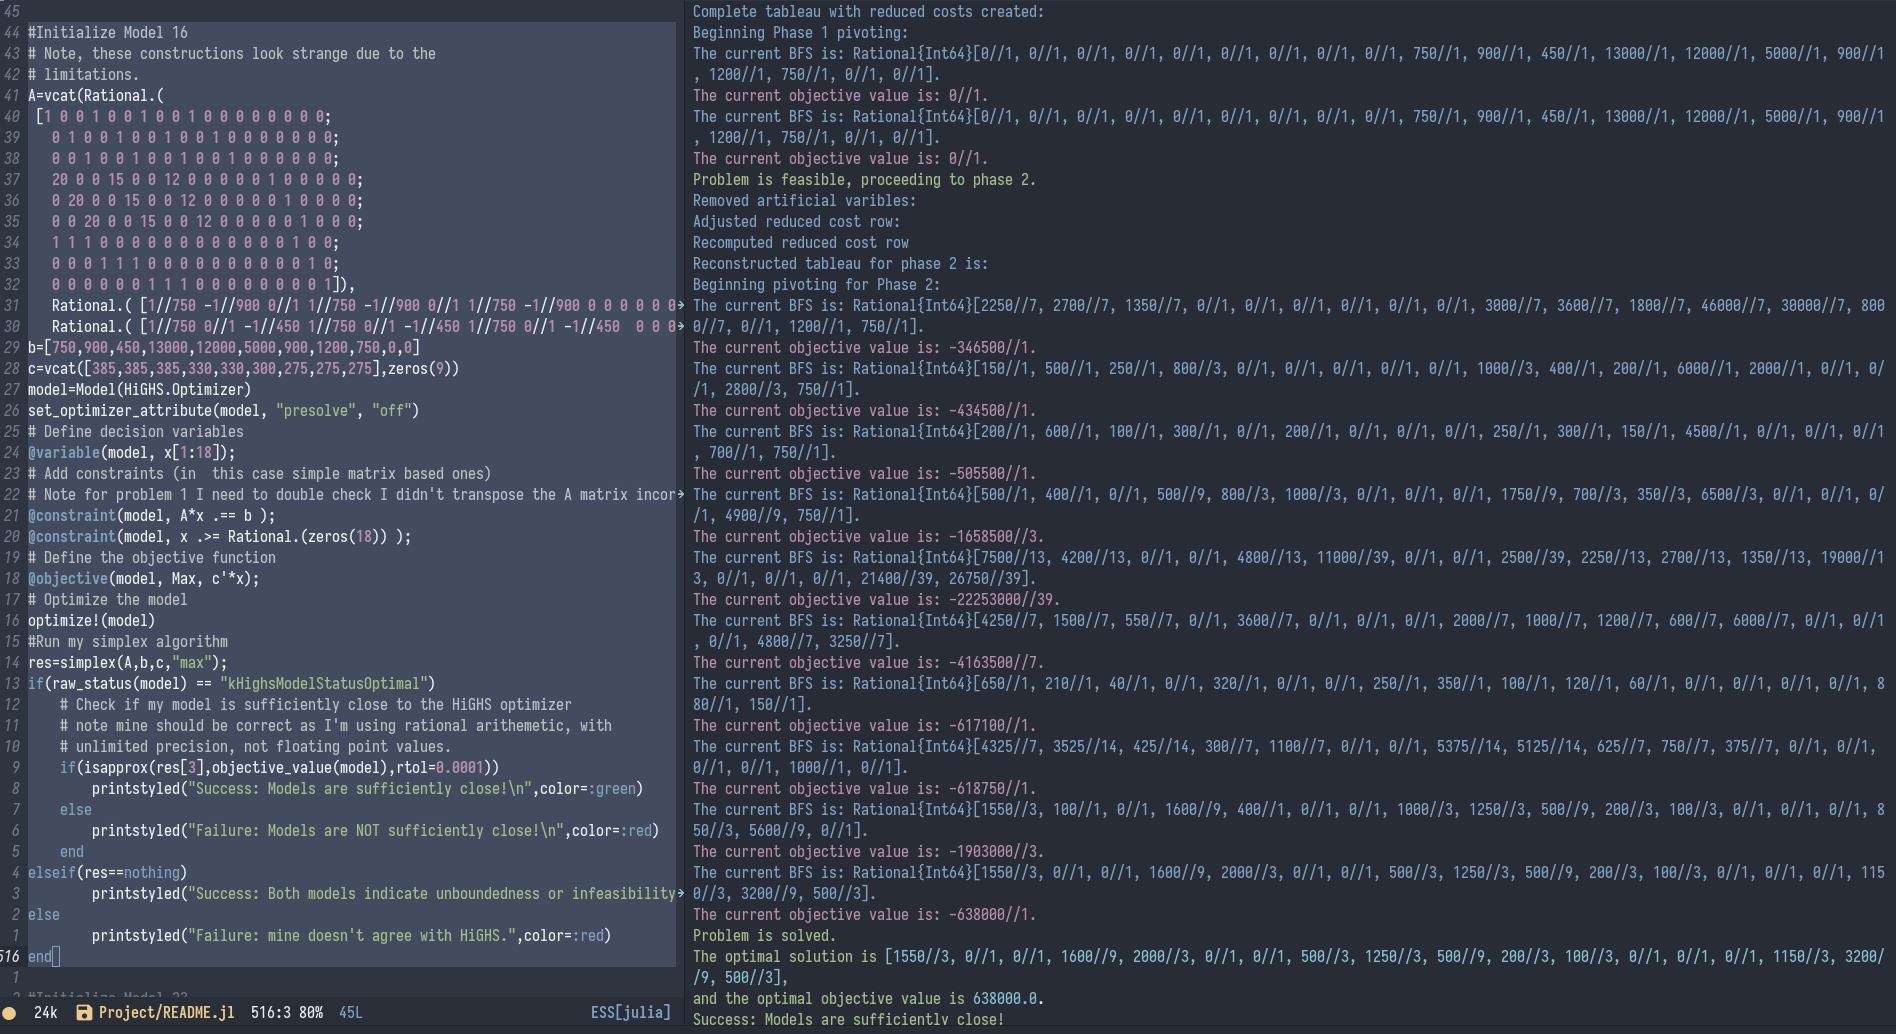 45
44 #Initialize Model 16
43 # Note, these constructions look strange due to the
42 # limitations.
41 A=vcat(Rational.(
40 [1 0 0 1 0 0 1 0 0 1 0 0 0 0 0 0 0 0;
39 0 1 0 0 1 0 0 1 0 0 1 0 0 0 0 0 0 0;
38 0 0 1 0 0 1 0 0 1 0 0 1 0 0 0 0 0 0;
37 20 0 0 15 0 0 12 0 0 0 0 0 1 0 0 0 0 0;
36 0 20 0 0 15 0 0 12 0 0 0 0 0 1 0 0 0 0;
35 0 0 20 0 0 15 0 0 12 0 0 0 0 0 1 0 0 0;
34 1 1 1 0 0 0 0 0 0 0 0 0 0 0 0 1 0 0;
33 0 0 0 1 1 1 0 0 0 0 0 0 0 0 0 0 1 0;
32 0 0 0 0 0 0 1 1 1 0 0 0 0 0 0 0 0 1]),
31 Rational.( [1//750 -1//900 0//1 1//750 -1//900 0//1 1//750 -1//900 0 0 0 0 0 0
30 Rational.( [1//750 0//1 -1//450 1//750 0//1 -1//450 1//750 0//1 -1//450 0 0 0
29 b=[750,900,450,13000,12000,5000,900,1200,750,0,0]
28 c=vcat([385,385,385,330,330,300,275,275,275],zeros(9))
27 model=Model(HiGHS.Optimizer)
26 set_optimizer_attribute(model, "presolve", "off")
25 # Define decision variables
24 @variable(model, x[1:18]);
23 # Add constraints (in  this case simple matrix based ones)
22 # Note for problem 1 I need to double check I didn't transpose the A matrix incor
21 @constraint(model, A*x .== b );
20 @constraint(model, x .>= Rational.(zeros(18)) );
19 # Define the objective function
18 @objective(model, Max, c'*x);
17 # Optimize the model
16 optimize!(model)
15 #Run my simplex algorithm
14 res=simplex(A,b,c,"max");
13 if(raw_status(model) == "kHighsModelStatusOptimal")
12 # Check if my model is sufficiently close to the HiGHS optimizer
11 # note mine should be correct as I'm using rational arithemetic, with
10 # unlimited precision, not floating point values.
9 if(isapprox(res[3],objective_value(model),rtol=0.0001))
8 printstyled("Success: Models are sufficiently close!\n",color=:green)
7 else
6 printstyled("Failure: Models are NOT sufficiently close!\n",color=:red)
5 end
4 elseif(res==nothing)
3 printstyled("Success: Both models indicate unboundedness or infeasibility
2 else
1 printstyled("Failure: mine doesn't agree with HiGHS.",color=:red)
516 end
1
24k Project/README.jl 516:3 80% 45L ESS[julia]
Complete tableau with reduced costs created:
Beginning Phase 1 pivoting:
The current BFS is: Rational{Int64}[0//1, 0//1, 0//1, 0//1, 0//1, 0//1, 0//1, 0//1, 0//1, 750//1, 900//1, 450//1, 13000//1, 12000//1, 5000//1, 900//1
, 1200//1, 750//1, 0//1, 0//1].
The current objective value is: 0//1.
The current BFS is: Rational{Int64}[0//1, 0//1, 0//1, 0//1, 0//1, 0//1, 0//1, 0//1, 0//1, 750//1, 900//1, 450//1, 13000//1, 12000//1, 5000//1, 900//1
, 1200//1, 750//1, 0//1, 0//1].
The current objective value is: 0//1.
Problem is feasible, proceeding to phase 2.
Removed artificial varibles:
Adjusted reduced cost row:
Recomputed reduced cost row
Reconstructed tableau for phase 2 is:
Beginning pivoting for Phase 2:
The current BFS is: Rational{Int64}[2250//7, 2700//7, 1350//7, 0//1, 0//1, 0//1, 0//1, 0//1, 0//1, 3000//7, 3600//7, 1800//7, 46000//7, 30000//7, 800
0//7, 0//1, 1200//1, 750//1].
The current objective value is: -346500//1.
The current BFS is: Rational{Int64}[150//1, 500//1, 250//1, 800//3, 0//1, 0//1, 0//1, 0//1, 0//1, 1000//3, 400//1, 200//1, 6000//1, 2000//1, 0//1, 0/
/1, 2800//3, 750//1].
The current objective value is: -434500//1.
The current BFS is: Rational{Int64}[200//1, 600//1, 100//1, 300//1, 0//1, 200//1, 0//1, 0//1, 0//1, 250//1, 300//1, 150//1, 4500//1, 0//1, 0//1, 0//1
, 700//1, 750//1].
The current objective value is: -505500//1.
The current BFS is: Rational{Int64}[500//1, 400//1, 0//1, 500//9, 800//3, 1000//3, 0//1, 0//1, 0//1, 1750//9, 700//3, 350//3, 6500//3, 0//1, 0//1, 0/
/1, 4900//9, 750//1].
The current objective value is: -1658500//3.
The current BFS is: Rational{Int64}[7500//13, 4200//13, 0//1, 0//1, 4800//13, 11000//39, 0//1, 0//1, 2500//39, 2250//13, 2700//13, 1350//13, 19000//1
3, 0//1, 0//1, 0//1, 21400//39, 26750//39].
The current objective value is: -22253000//39.
The current BFS is: Rational{Int64}[4250//7, 1500//7, 550//7, 0//1, 3600//7, 0//1, 0//1, 0//1, 2000//7, 1000//7, 1200//7, 600//7, 6000//7, 0//1, 0//1
, 0//1, 4800//7, 3250//7].
The current objective value is: -4163500//7.
The current BFS is: Rational{Int64}[650//1, 210//1, 40//1, 0//1, 320//1, 0//1, 0//1, 250//1, 350//1, 100//1, 120//1, 60//1, 0//1, 0//1, 0//1, 0//1, 8
80//1, 150//1].
The current objective value is: -617100//1.
The current BFS is: Rational{Int64}[4325//7, 3525//14, 425//14, 300//7, 1100//7, 0//1, 0//1, 5375//14, 5125//14, 625//7, 750//7, 375//7, 0//1, 0//1,
0//1, 0//1, 1000//1, 0//1].
The current objective value is: -618750//1.
The current BFS is: Rational{Int64}[1550//3, 100//1, 0//1, 1600//9, 400//1, 0//1, 0//1, 1000//3, 1250//3, 500//9, 200//3, 100//3, 0//1, 0//1, 0//1, 8
50//3, 5600//9, 0//1].
The current objective value is: -1903000//3.
The current BFS is: Rational{Int64}[1550//3, 0//1, 0//1, 1600//9, 2000//3, 0//1, 0//1, 500//3, 1250//3, 500//9, 200//3, 100//3, 0//1, 0//1, 0//1, 115
0//3, 3200//9, 500//3].
The current objective value is: -638000//1.
Problem is solved.
The optimal solution is [1550//3, 0//1, 0//1, 1600//9, 2000//3, 0//1, 0//1, 500//3, 1250//3, 500//9, 200//3, 100//3, 0//1, 0//1, 0//1, 1150//3, 3200/
/9, 500//3],
and the optimal objective value is 638000.0.
Success: Models are sufficiently close!